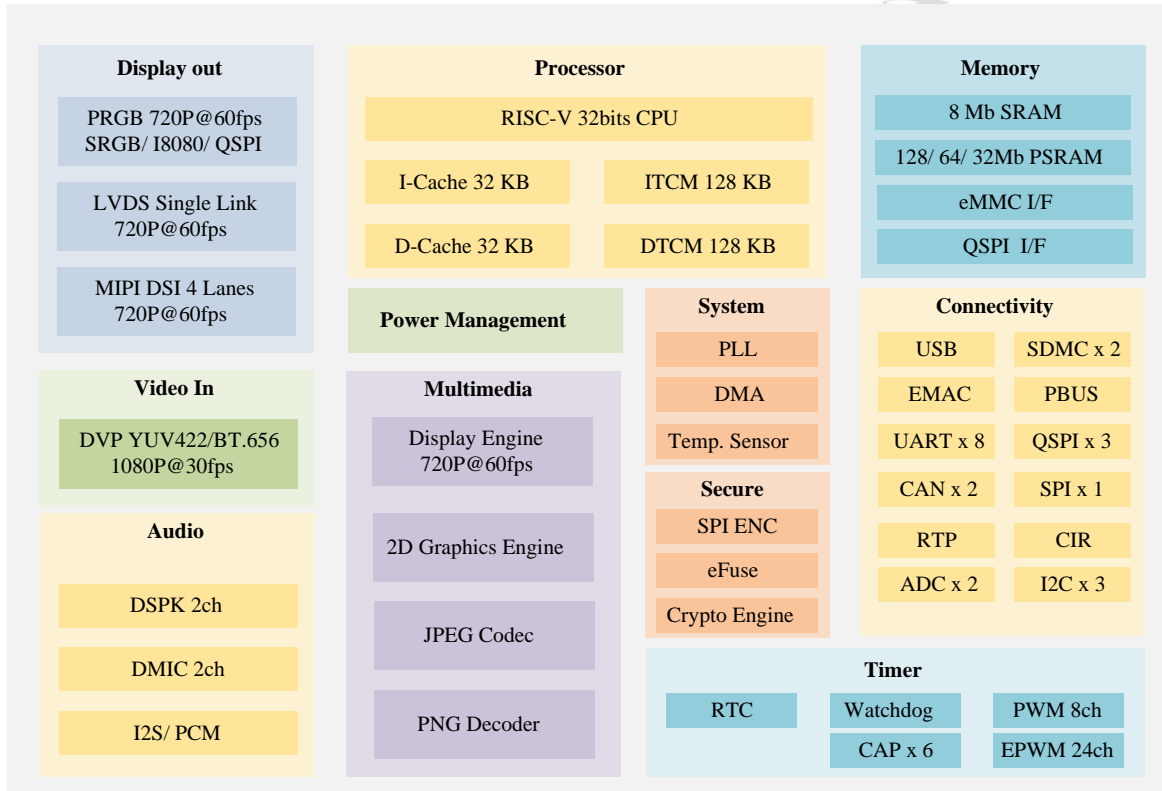 Display out
PRGB 720P@60fps
SRGB/ I8080/ QSPI
LVDS Single Link
720P@60fps
MIPI DSI 4 Lanes
720P@60fps
Video In
DVP YUV422/BT.656
1080P@30fps
Audio
DSPK 2ch
DMIC 2ch
I2S/ PCM
Processor
RISC-V 32bits CPU
I-Cache 32 KB
ITCM 128 KB
D-Cache 32 KB
DTCM 128 KB
Power Management
Multimedia
Display Engine
720P@60fps
2D Graphics Engine
JPEG Codec
PNG Decoder
System
PLL
DMA
Temp. Sensor
Secure
SPI ENC
eFuse
Crypto Engine
Memory
8 Mb SRAM
128/ 64/ 32Mb PSRAM
eMMC I/F
QSPI I/F
Connectivity
USB
SDMC x 2
EMAC
PBUS
UART x 8
QSPI x 3
CAN x 2
SPI x 1
RTP
CIR
ADC x 2
I2C x 3
Timer
RTC
Watchdog
PWM 8ch
CAP x 6
EPWM 24ch